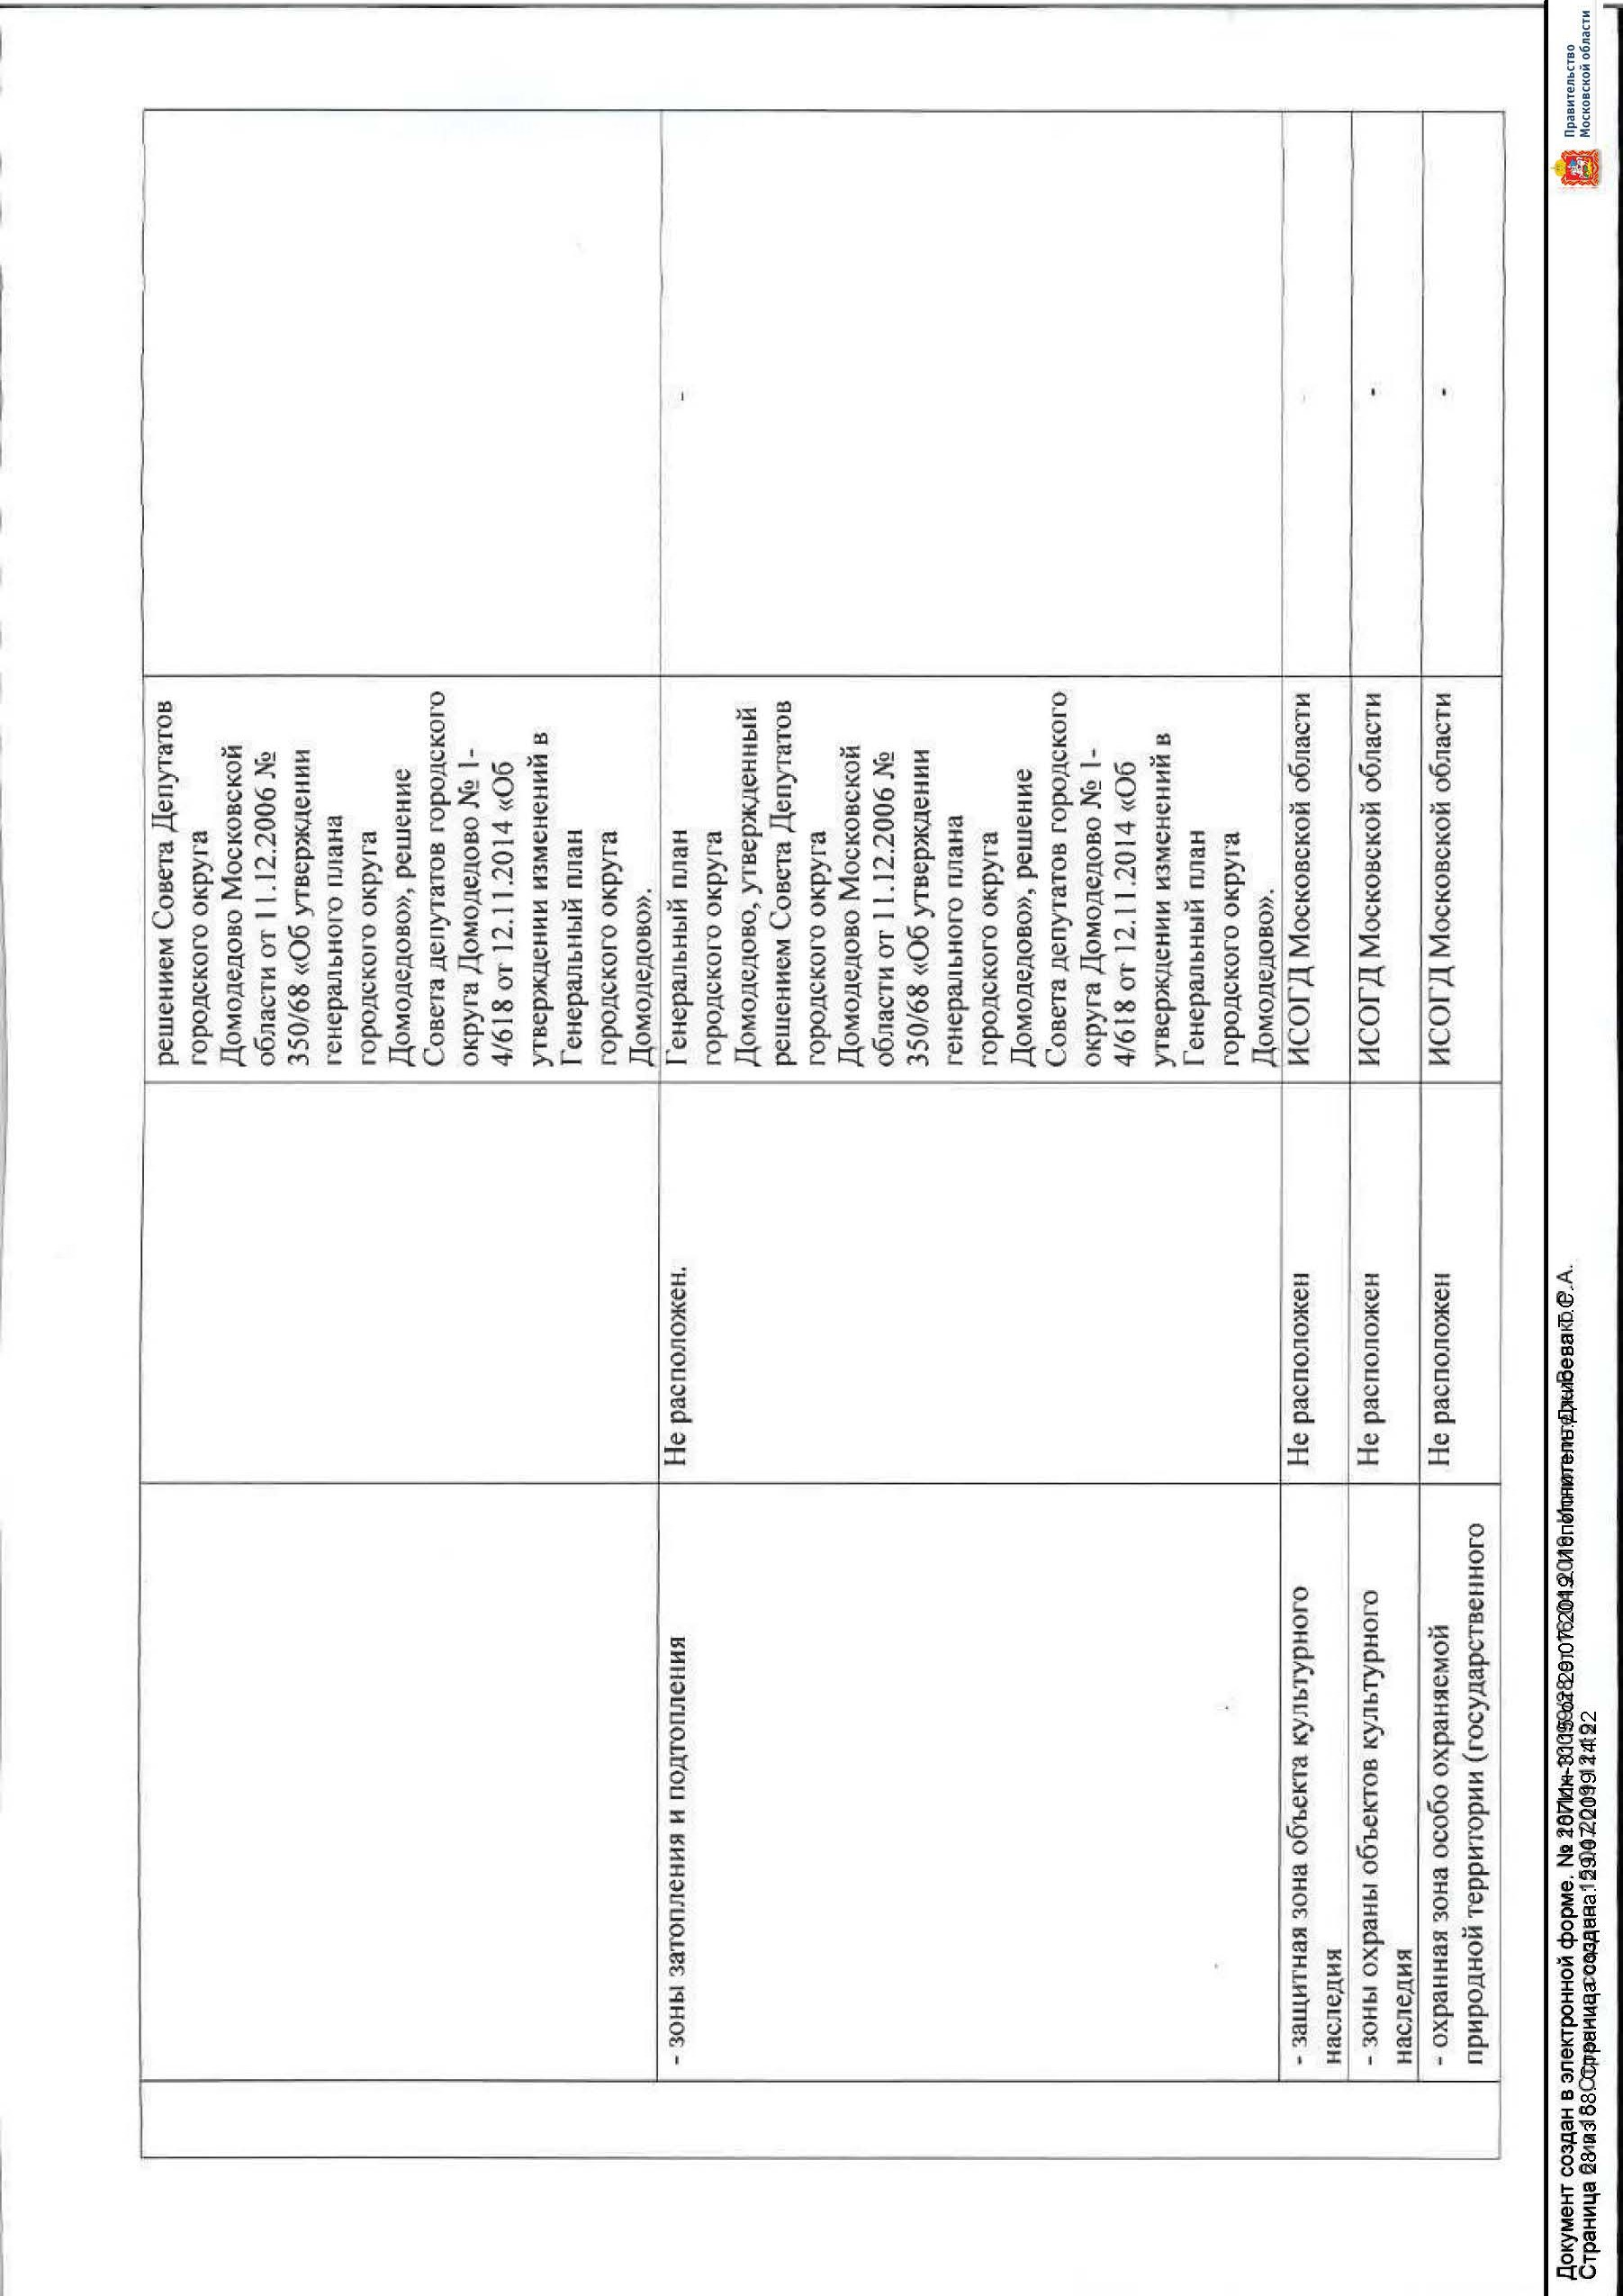 решением Совета Депутатов
городского округа
Домодедово Московской
области от 11.12.2006 №
350/68 «Об утверждении
генерального плана
городского округа
Домодедово», решение
Совета депутатов городского
округа Домодедово № 1-
4/618 от 12.11.2014 «Об
утверждении изменений в
Генеральный план
городского округа
Домодедово».
- зоны затопления и подтопления
Не расположен.
Генеральный план
городского округа
Домодедово, утвержденный
решением Совета Депутатов
городского округа
Домодедово Московской
области от 11.12.2006 №
350/68 «Об утверждении
генерального плана
городского округа
Домодедово», решение
Совета депутатов городского
округа Домодедово № 1-
4/618 от 12.11.2014 «Об
утверждении изменений в
Генеральный план
городского округа
Домодедово».
-
- защитная зона объекта культурного
наследия
Не расположен
ИСОГД Московской области
-
- зоны охраны объектов культурного
наследия
Не расположен
ИСОГД Московской области
-
- охранная зона особо охраняемой
природной территории (государственного
Не расположен
ИСОГД Московской области
-
Документ создан в электронной форме. №
Страница
Правительство
Московской области